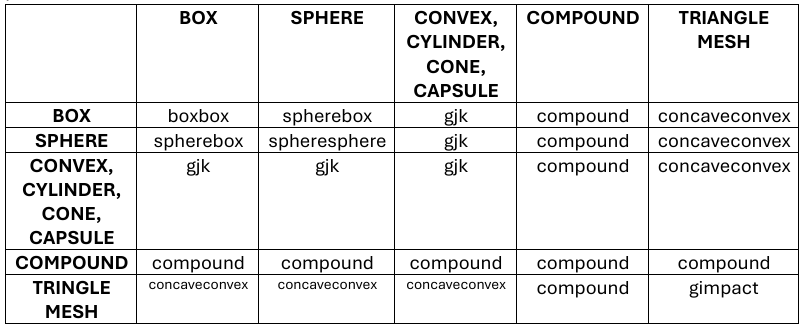 BOX SPHERE CONVEX, COMPOUND TRIANGLE
CYLINDER, MESH
CONE,
CAPSULE
BOX boxbox spherebox gjk compound concaveconvex
SPHERE spherebox spheresphere gjk compound concaveconvex
CONVEX, gjk gjk gjk compound concaveconvex
CYLINDER,
CONE,
CAPSULE
COMPOUND compound compound compound compound compound
TRINGLE concaveconvex concaveconvex concaveconvex compound gimpact
MESH